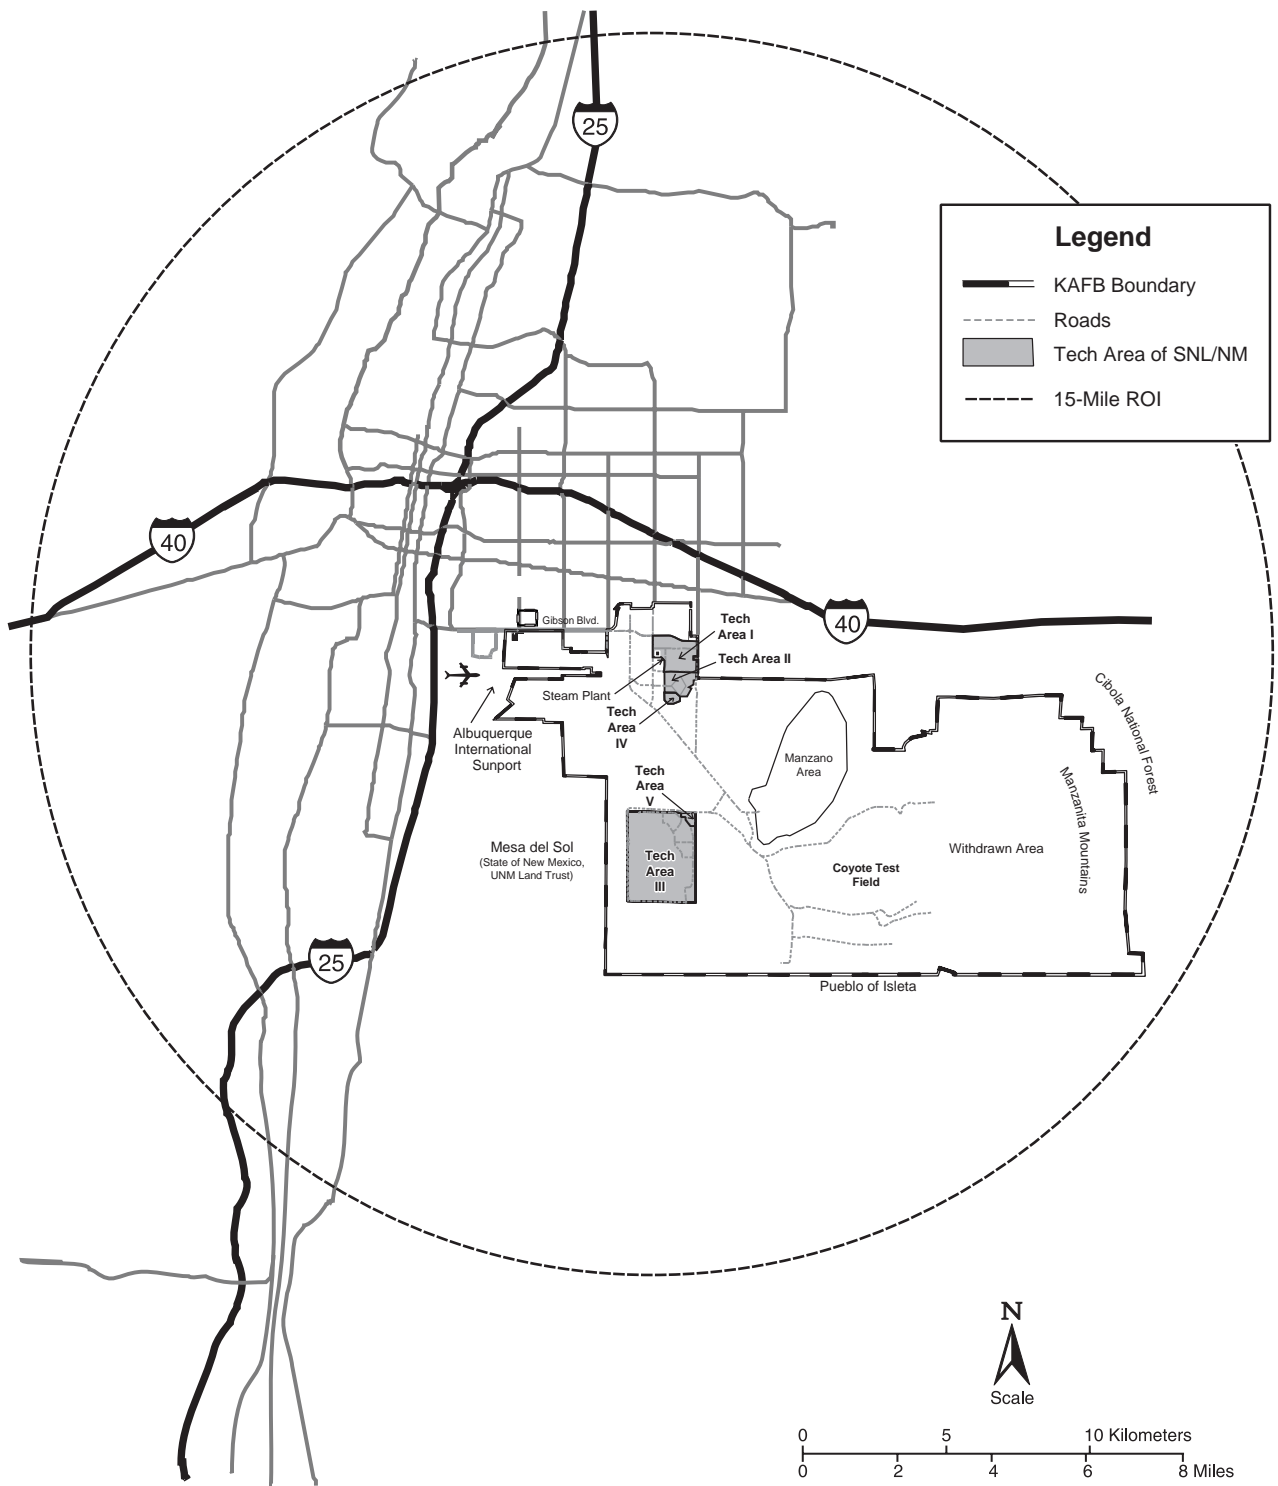 25
Legend
KAFB Boundary
Roads
Tech Area of SNL/NM
15-Mile ROI
40
40
Gibson Blvd.
Tech
Area I
Tech Area II
Steam Plant
Tech
Area
IV
Albuquerque
International
Sunport
Cibola National Forest
Manzano
Area
Tech
Area
V
Manzanita Mountains
Mesa del Sol
(State of New Mexico,
UNM Land Trust)
Tech
Area
III
Withdrawn Area
Coyote Test
Field
25
Pueblo of Isleta
N
Scale
0 5 10 Kilometers
0 2 4 6 8 Miles